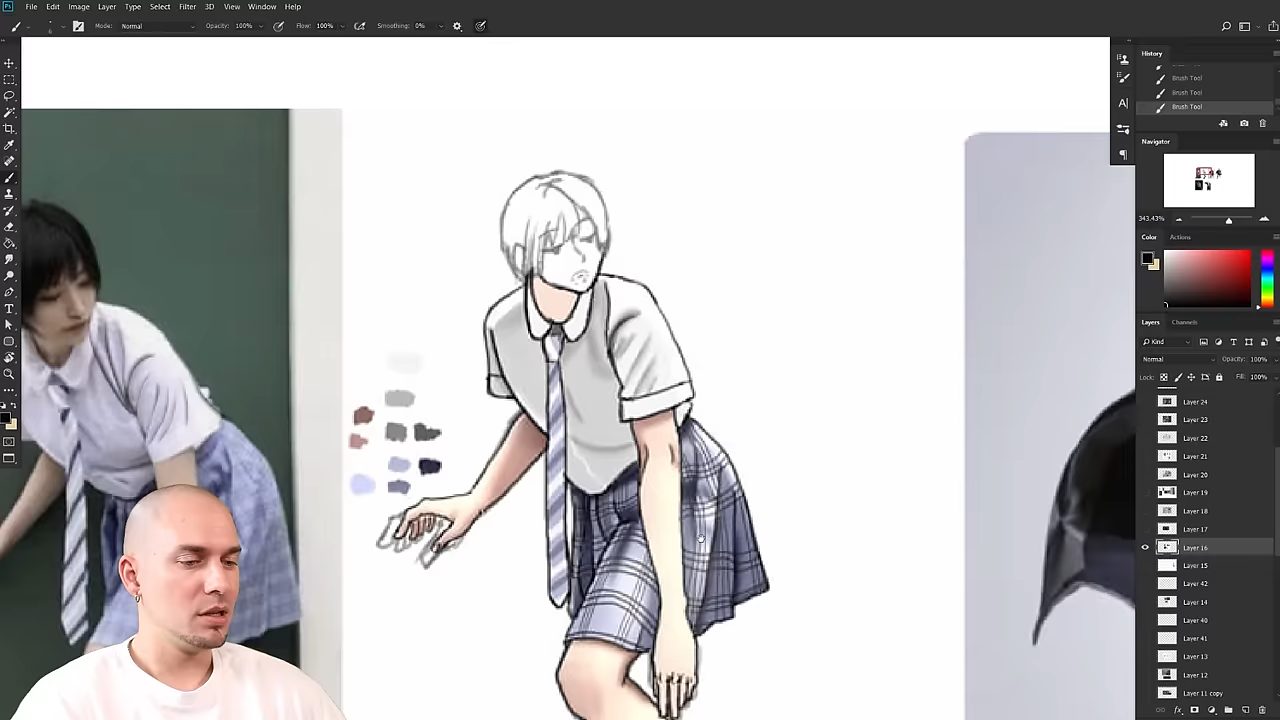 Ps File Edit Image Layer Type Select Filter 3D View Window Help
Mode: Normal Opacity: 100% Flow: 100% Smoothing: 0%
History
Brush Tool
Brush Tool
Brush Tool
Navigator
343,43%
Color Actions
Layers Channels
Kind
Normal Opacity: 100%
Lock: Fill: 100%
Layer 24
Layer 23
Layer 22
Layer 21
Layer 20
Layer 19
Layer 18
Layer 17
Layer 16
Layer 15
Layer 42
Layer 14
Layer 40
Layer 41
Layer 13
Layer 12
Layer 11 copy